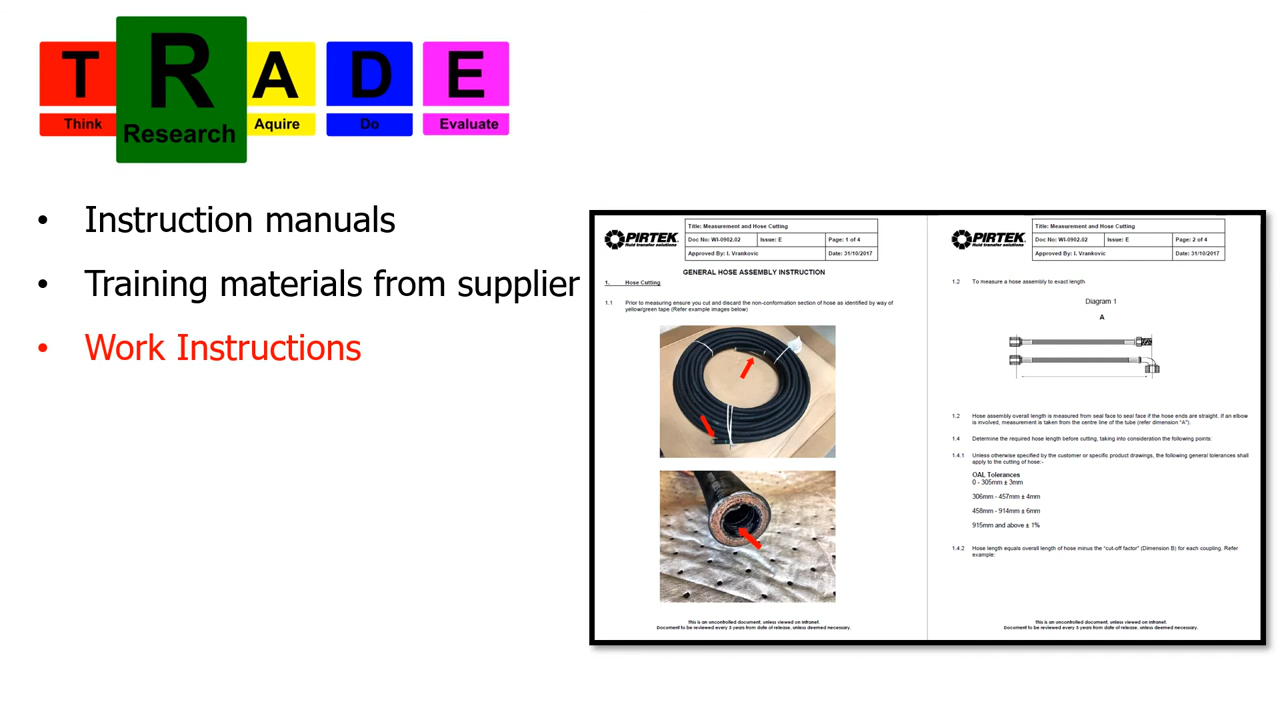 T R A D E
Think Research Aquire Do Evaluate
• Instruction manuals
• Training materials from supplier
• Work Instructions
PIRTEK
fluid transfer solutions
Title: Measurement and Hose Cutting
Doc No: WI-0902.02 Issue: E Page: 1 of 4
Approved By: I. Vrankovic Date: 31/10/2017
GENERAL HOSE ASSEMBLY INSTRUCTION
1. Hose Cutting
1.1 Prior to measuring ensure you cut and discard the non-conformation section of hose as identified by way of
yellow/green tape (Refer example images below)
This is an uncontrolled document, unless viewed on Intranet.
Document to be reviewed every 3 years from date of release, unless deemed necessary.
PIRTEK
fluid transfer solutions
Title: Measurement and Hose Cutting
Doc No: WI-0902.02 Issue: E Page: 2 of 4
Approved By: I. Vrankovic Date: 31/10/2017
1.2 To measure a hose assembly to exact length
Diagram 1
A
1.2 Hose assembly overall length is measured from seal face to seal face if the hose ends are straight. If an elbow
is involved, measurement is taken from the centre line of the tube (refer dimension "A").
1.4 Determine the required hose length before cutting, taking into consideration the following points:
1.4.1 Unless otherwise specified by the customer or specific product drawings, the following general tolerances shall
apply to the cutting of hose:-
OAL Tolerances
0 - 305mm ± 3mm
306mm - 457mm ± 4mm
458mm - 914mm ± 6mm
915mm and above ± 1%
1.4.2 Hose length equals overall length of hose minus the "cut-off factor" (Dimension B) for each coupling. Refer
example:
This is an uncontrolled document, unless viewed on Intranet.
Document to be reviewed every 3 years from date of release, unless deemed necessary.